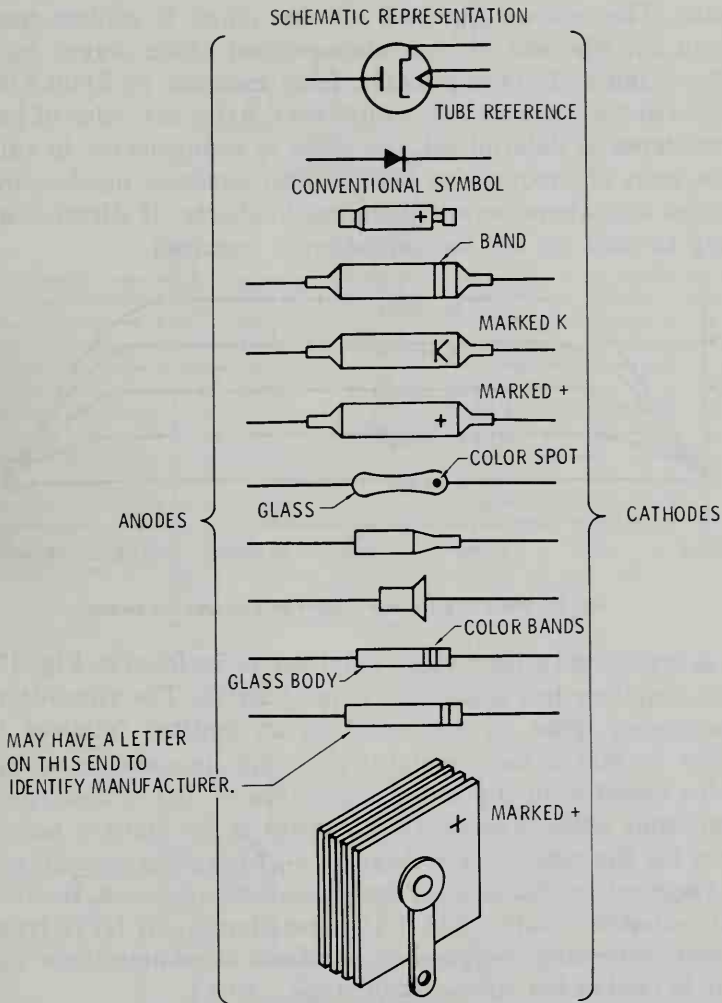 SCHEMATIC REPRESENTATION
TUBE REFERENCE
CONVENTIONAL SYMBOL
+
BAND
MARKED K
K
MARKED +
+
COLOR SPOT
GLASS
ANODES
CATHODES
COLOR BANDS
GLASS BODY
MAY HAVE A LETTER
ON THIS END TO
IDENTIFY MANUFACTURER.
MARKED +
+